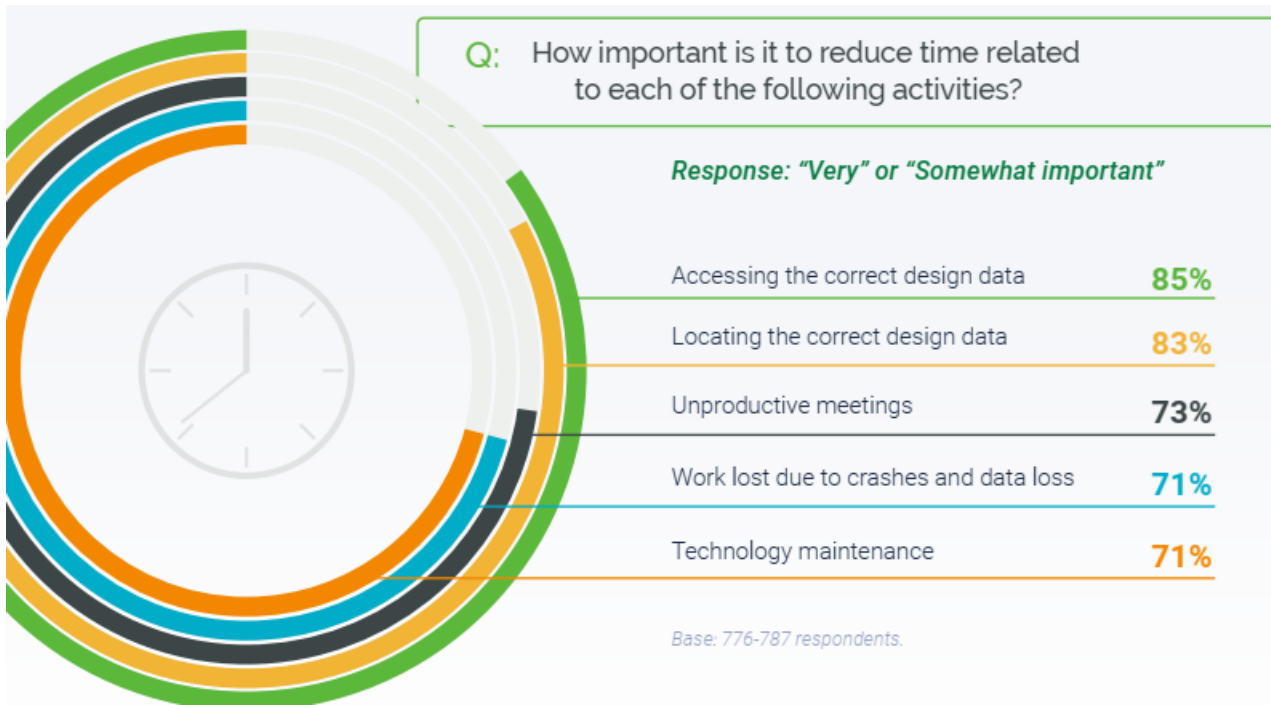 Q: How important is it to reduce time related
to each of the following activities?
Response: “Very” or “Somewhat important”
Accessing the correct design data 85%
Locating the correct design data 83%
Unproductive meetings 73%
Work lost due to crashes and data loss 71%
Technology maintenance 71%
Base: 776-787 respondents.